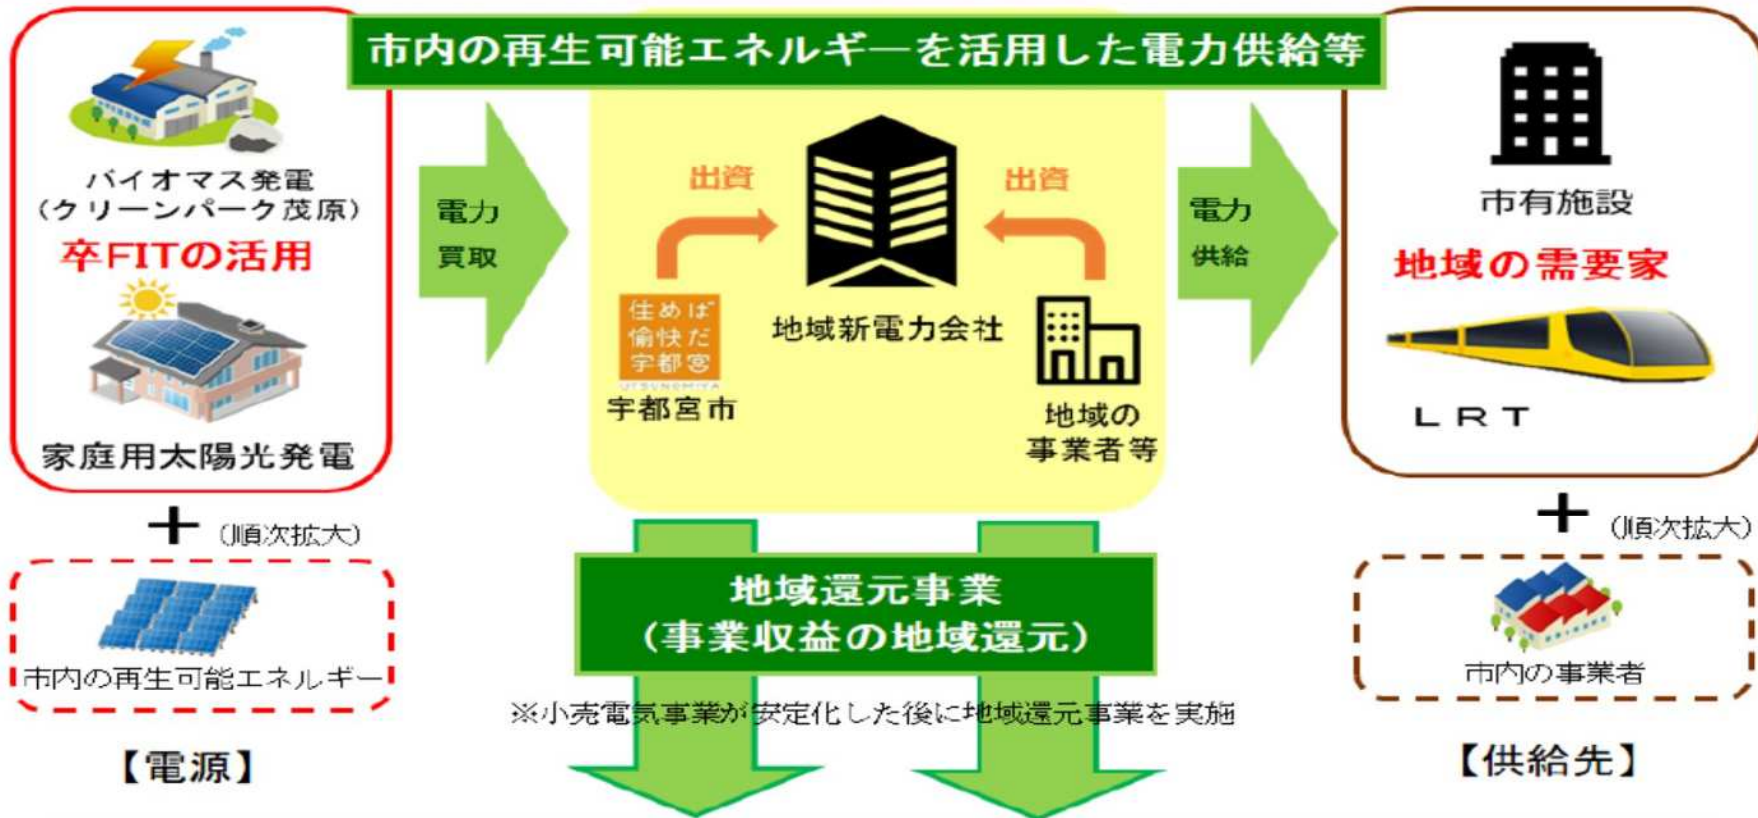 市内の再生可能エネルギーを活用した電力供給等
バイオマス発電
(クリーンパーク茂原)
卒FITの活用
家庭用太陽光発電
+ (順次拡大)
市内の再生可能エネルギー
【電源】
電力
買取
出資
出資
地域新電力会社
住めば
愉快だ
宇都宮
UTSUNOMIYA
宇都宮市
地域の
事業者等
電力
供給
地域還元事業
(事業収益の地域還元)
※小売電気事業が安定化した後に地域還元事業を実施
市有施設
地域の需要家
LRT
+ (順次拡大)
市内の事業者
【供給先】